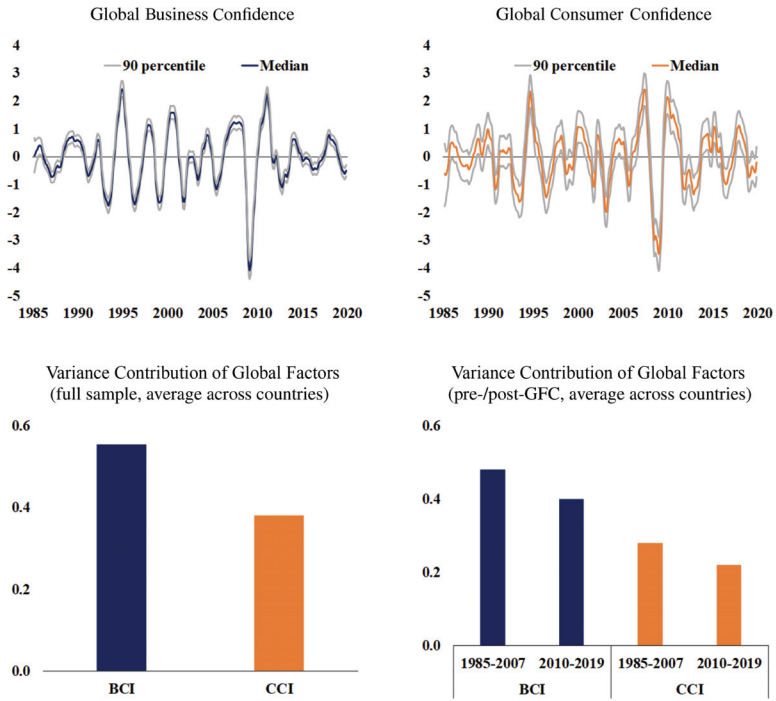 Global Business Confidence
90 percentile
Median
4
3
2
1
0
-1
-2
-3
-4
-5
1985 1990 1995 2000 2005 2010 2015 2020
Global Consumer Confidence
90 percentile
Median
4
3
2
1
0
-1
-2
-3
-4
-5
1985 1990 1995 2000 2005 2010 2015 2020
Variance Contribution of Global Factors
(full sample, average across countries)
0.6
0.4
0.2
0.0
BCI CCI
Variance Contribution of Global Factors
(pre-/post-GFC, average across countries)
0.6
0.4
0.2
0.0
1985-2007 2010-2019 1985-2007 2010-2019
BCI CCI